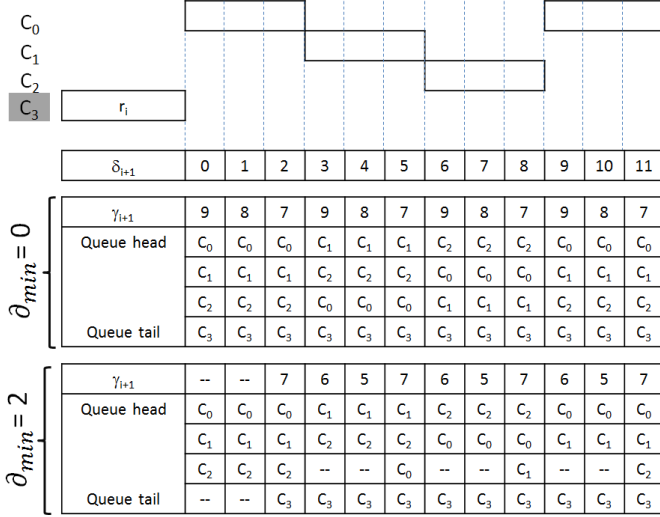 C0
C1
C2
C3 ri
δi+1 0 1 2 3 4 5 6 7 8 9 10 11
∂min = 0
γi+1 9 8 7 9 8 7 9 8 7 9 8 7
Queue head C0 C0 C0 C1 C1 C1 C2 C2 C2 C0 C0 C0
C1 C1 C1 C2 C2 C2 C0 C0 C0 C1 C1 C1
C2 C2 C2 C0 C0 C0 C1 C1 C1 C2 C2 C2
Queue tail C3 C3 C3 C3 C3 C3 C3 C3 C3 C3 C3 C3
∂min = 2
γi+1 -- -- 7 6 5 7 6 5 7 6 5 7
Queue head C0 C0 C0 C1 C1 C1 C2 C2 C2 C0 C0 C0
C1 C1 C1 C2 C2 C2 C0 C0 C0 C1 C1 C1
C2 C2 C2 -- -- C0 -- -- C1 -- -- C2
Queue tail -- -- C3 C3 C3 C3 C3 C3 C3 C3 C3 C3